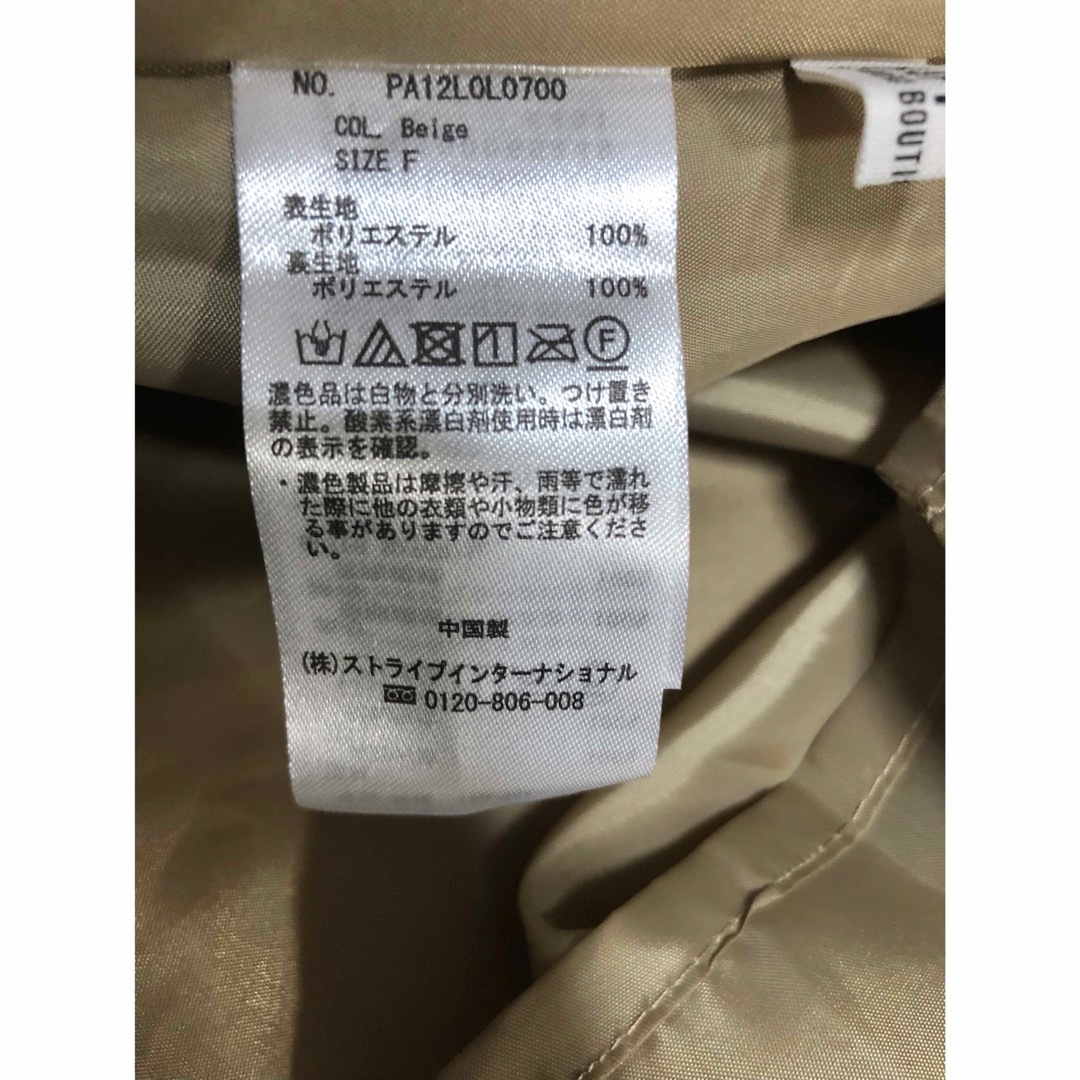 NO. PA12L0L0700
COL. Beige
SIZE F
表生地
ポリエステル 100%
裏生地
ポリエステル 100%
F
濃色品は白物と分別洗い。つけ置き
禁止。酸素系漂白剤使用時は漂白剤
の表示を確認。
・濃色製品は摩擦や汗、雨等で濡れ
た際に他の衣類や小物類に色が移
る事がありますのでご注意くださ
い。
中国製
(株)ストライプインターナショナル
0120-806-008